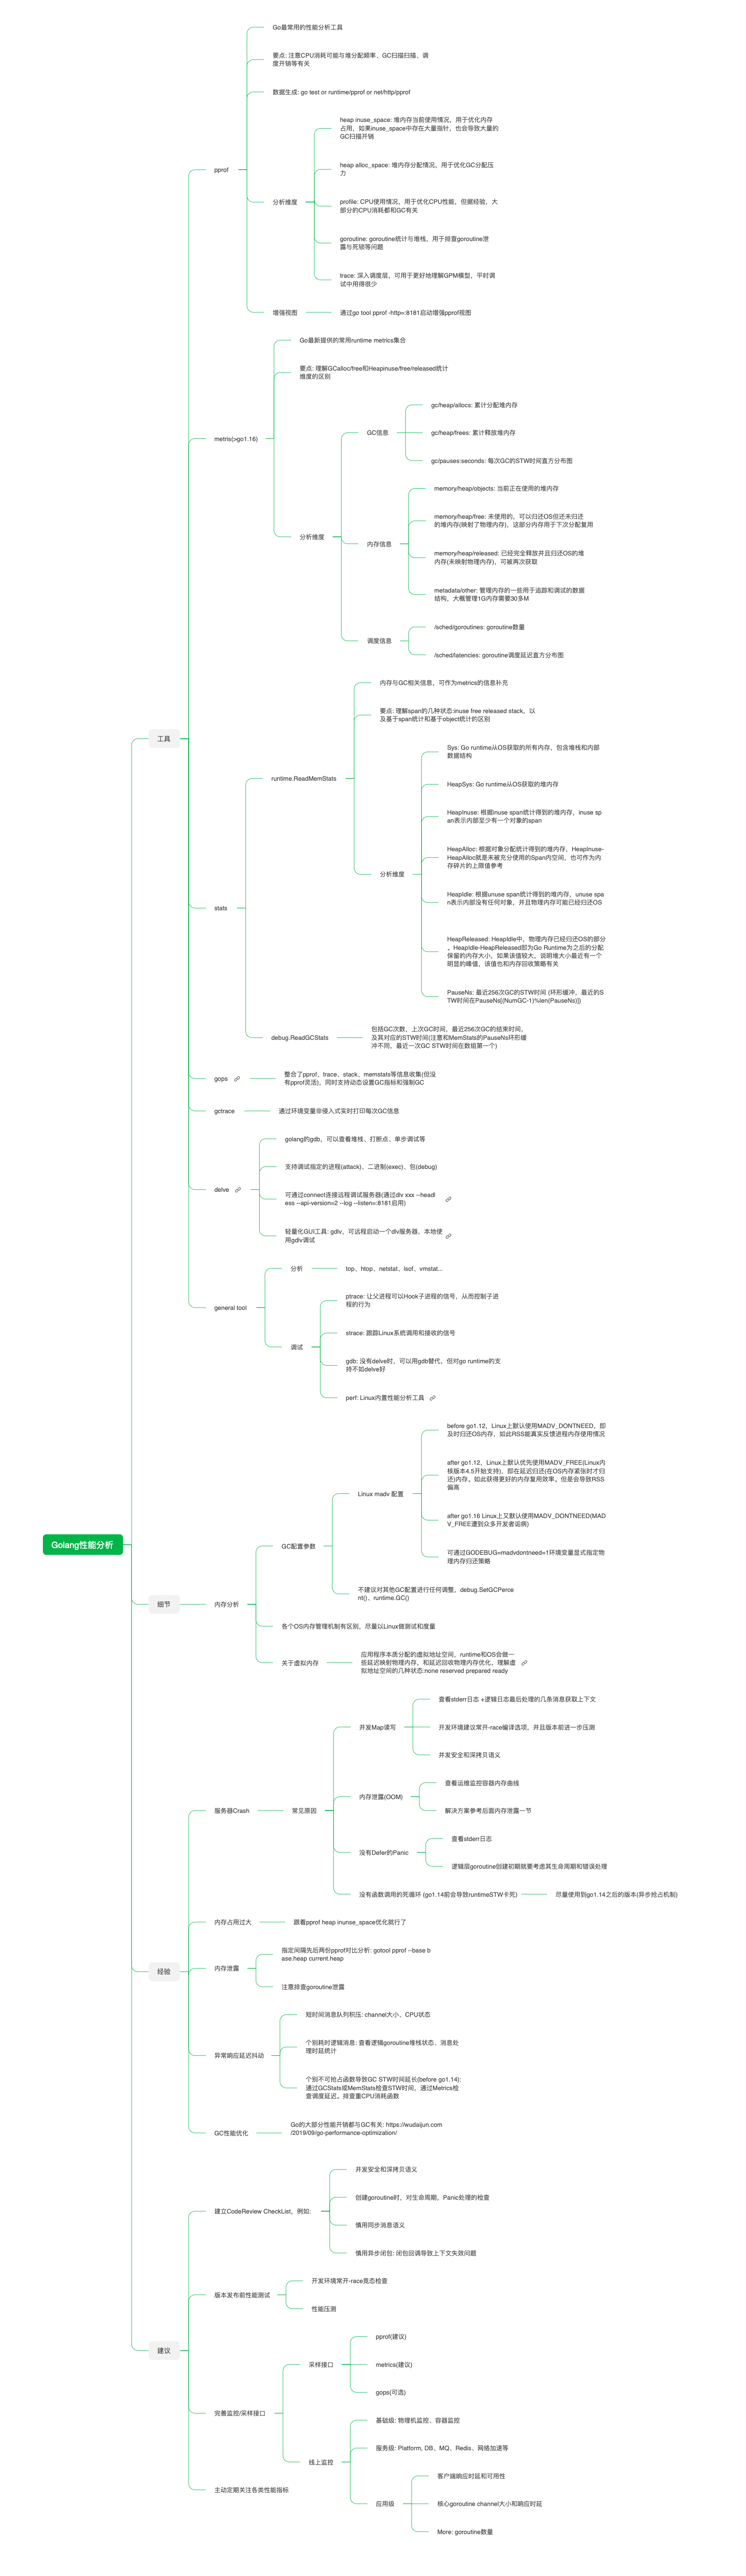 Golang性能分析
工具
pprof
Go最常用的性能分析工具
要点: 注意CPU消耗可能与堆分配频率、GC扫描扫描、调
度开销等有关
数据生成: go test or runtime/pprof or net/http/pprof
分析维度
heap inuse_space: 堆内存当前使用情况，用于优化内存
占用，如果inuse_space中存在大量指针，也会导致大量的
GC扫描开销
heap alloc_space: 堆内存分配情况，用于优化GC分配压
力
profile: CPU使用情况，用于优化CPU性能，但据经验，大
部分的CPU消耗都和GC有关
goroutine: goroutine统计与堆栈，用于排查goroutine泄
露与死锁等问题
trace: 深入调度层，可用于更好地理解GPM模型，平时调
试中用得很少
增强视图
通过go tool pprof -http=:8181启动增强pprof视图
metris(>go1.16)
Go最新提供的常用runtime metrics集合
要点: 理解GCalloc/free和Heapinuse/free/released统计
维度的区别
分析维度
GC信息
gc/heap/allocs: 累计分配堆内存
gc/heap/frees: 累计释放堆内存
gc/pauses:seconds: 每次GC的STW时间直方分布图
内存信息
memory/heap/objects: 当前正在使用的堆内存
memory/heap/free: 未使用的，可以归还OS但还未归还
的堆内存(映射了物理内存)，这部分内存用于下次分配复用
memory/heap/released: 已经完全释放并且归还OS的堆
内存(未映射物理内存)，可被再次获取
metadata/other: 管理内存的一些用于追踪和调试的数据
结构，大概管理1G内存需要30多M
调度信息
/sched/goroutines: goroutine数量
/sched/latencies: goroutine调度延迟直方分布图
stats
runtime.ReadMemStats
内存与GC相关信息，可作为metrics的信息补充
要点: 理解span的几种状态:inuse free released stack，以
及基于span统计和基于object统计的区别
分析维度
Sys: Go runtime从OS获取的所有内存，包含堆栈和内部
数据结构
HeapSys: Go runtime从OS获取的堆内存
HeapInuse: 根据inuse span统计得到的堆内存，inuse sp
an表示内部至少有一个对象的span
HeapAlloc: 根据对象分配统计得到的堆内存，HeapInuse-
HeapAlloc就是未被充分使用的Span内空间，也可作为内
存碎片的上限值参考
HeapIdle: 根据unuse span统计得到的堆内存，unuse spa
n表示内部没有任何对象，并且物理内存可能已经归还OS
HeapReleased: HeapIdle中，物理内存已经归还OS的部分
，HeapIdle-HeapReleased即为Go Runtime为之后的分配
保留的内存大小，如果该值较大，说明堆大小最近有一个
明显的峰值，该值也和内存回收策略有关
PauseNs: 最近256次GC的STW时间 (环形缓冲，最近的S
TW时间在PauseNs[(NumGC-1)%len(PauseNs)])
debug.ReadGCStats
包括GC次数，上次GC时间，最近256次GC的结束时间，
及其对应的STW时间(注意和MemStats的PauseNs环形缓
冲不同，最近一次GC STW时间在数组第一个)
gops
整合了pprof、trace、stack、memstats等信息收集(但没
有pprof灵活)，同时支持动态设置GC指标和强制GC
gctrace
通过环境变量非侵入式实时打印每次GC信息
delve
golang的gdb，可以查看堆栈、打断点、单步调试等
支持调试指定的进程(attack)、二进制(exec)、包(debug)
可通过connect连接远程调试服务器(通过dlv xxx --headl
ess --api-version=2 --log --listen=:8181启用)
轻量化GUI工具: gdlv，可远程启动一个dlv服务器，本地使
用gdlv调试
general tool
分析
top、htop、netstat、lsof、vmstat...
调试
ptrace: 让父进程可以Hook子进程的信号，从而控制子进
程的行为
strace: 跟踪Linux系统调用和接收的信号
gdb: 没有delve时，可以用gdb替代，但对go runtime的支
持不如delve好
perf: Linux内置性能分析工具
细节
内存分析
GC配置参数
Linux madv 配置
before go1.12，Linux上默认使用MADV_DONTNEED，即
及时归还OS内存，如此RSS能真实反馈进程内存使用情况
after go1.12，Linux上默认优先使用MADV_FREE(Linux内
核版本4.5开始支持)，即在延迟归还(在OS内存紧张时才归
还)内存。如此获得更好的内存复用效率。但是会导致RSS
偏高
after go1.16 Linux上又默认使用MADV_DONTNEED(MAD
V_FREE遭到众多开发者诟病)
可通过GODEBUG=madvdontneed=1环境变量显式指定物
理内存归还策略
不建议对其他GC配置进行任何调整，debug.SetGCPerce
nt()、runtime.GC()
各个OS内存管理机制有区别，尽量以Linux做测试和度量
关于虚拟内存
应用程序本质分配的虚拟地址空间，runtime和OS会做一
些延迟映射物理内存，和延迟回收物理内存优化，理解虚
拟地址空间的几种状态:none reserved prepared ready
经验
服务器Crash
常见原因
并发Map读写
查看stderr日志 +逻辑日志最后处理的几条消息获取上下文
开发环境建议常开-race编译选项，并且版本前进一步压测
并发安全和深拷贝语义
内存泄露(OOM)
查看运维监控容器内存曲线
解决方案参考后面内存泄露一节
没有Defer的Panic
查看stderr日志
逻辑层goroutine创建初期就要考虑其生命周期和错误处理
没有函数调用的死循环 (go1.14前会导致runtimeSTW卡死)
尽量使用到go1.14之后的版本(异步抢占机制)
内存占用过大
跟着pprof heap inunse_space优化就行了
内存泄露
指定间隔先后两份pprof对比分析: gotool pprof --base b
ase.heap current.heap
注意排查goroutine泄露
异常响应延迟抖动
短时间消息队列积压: channel大小、CPU状态
个别耗时逻辑消息: 查看逻辑goroutine堆栈状态、消息处
理时延统计
个别不可抢占函数导致GC STW时间延长(before go1.14):
通过GCStats或MemStats检查STW时间，通过Metrics检
查调度延迟。排查重CPU消耗函数
GC性能优化
Go的大部分性能开销都与GC有关: https://wudaijun.com
/2019/09/go-performance-optimization/
建议
建立CodeReview CheckList，例如:
并发安全和深拷贝语义
创建goroutine时，对生命周期，Panic处理的检查
慎用同步消息语义
慎用异步闭包: 闭包回调导致上下文失效问题
版本发布前性能测试
开发环境常开-race竞态检查
性能压测
完善监控/采样接口
采样接口
pprof(建议)
metrics(建议)
gops(可选)
线上监控
基础级: 物理机监控、容器监控
服务级: Platform, DB、MQ、Redis、网络加速等
应用级
客户端响应时延和可用性
核心goroutine channel大小和响应时延
More: goroutine数量
主动定期关注各类性能指标